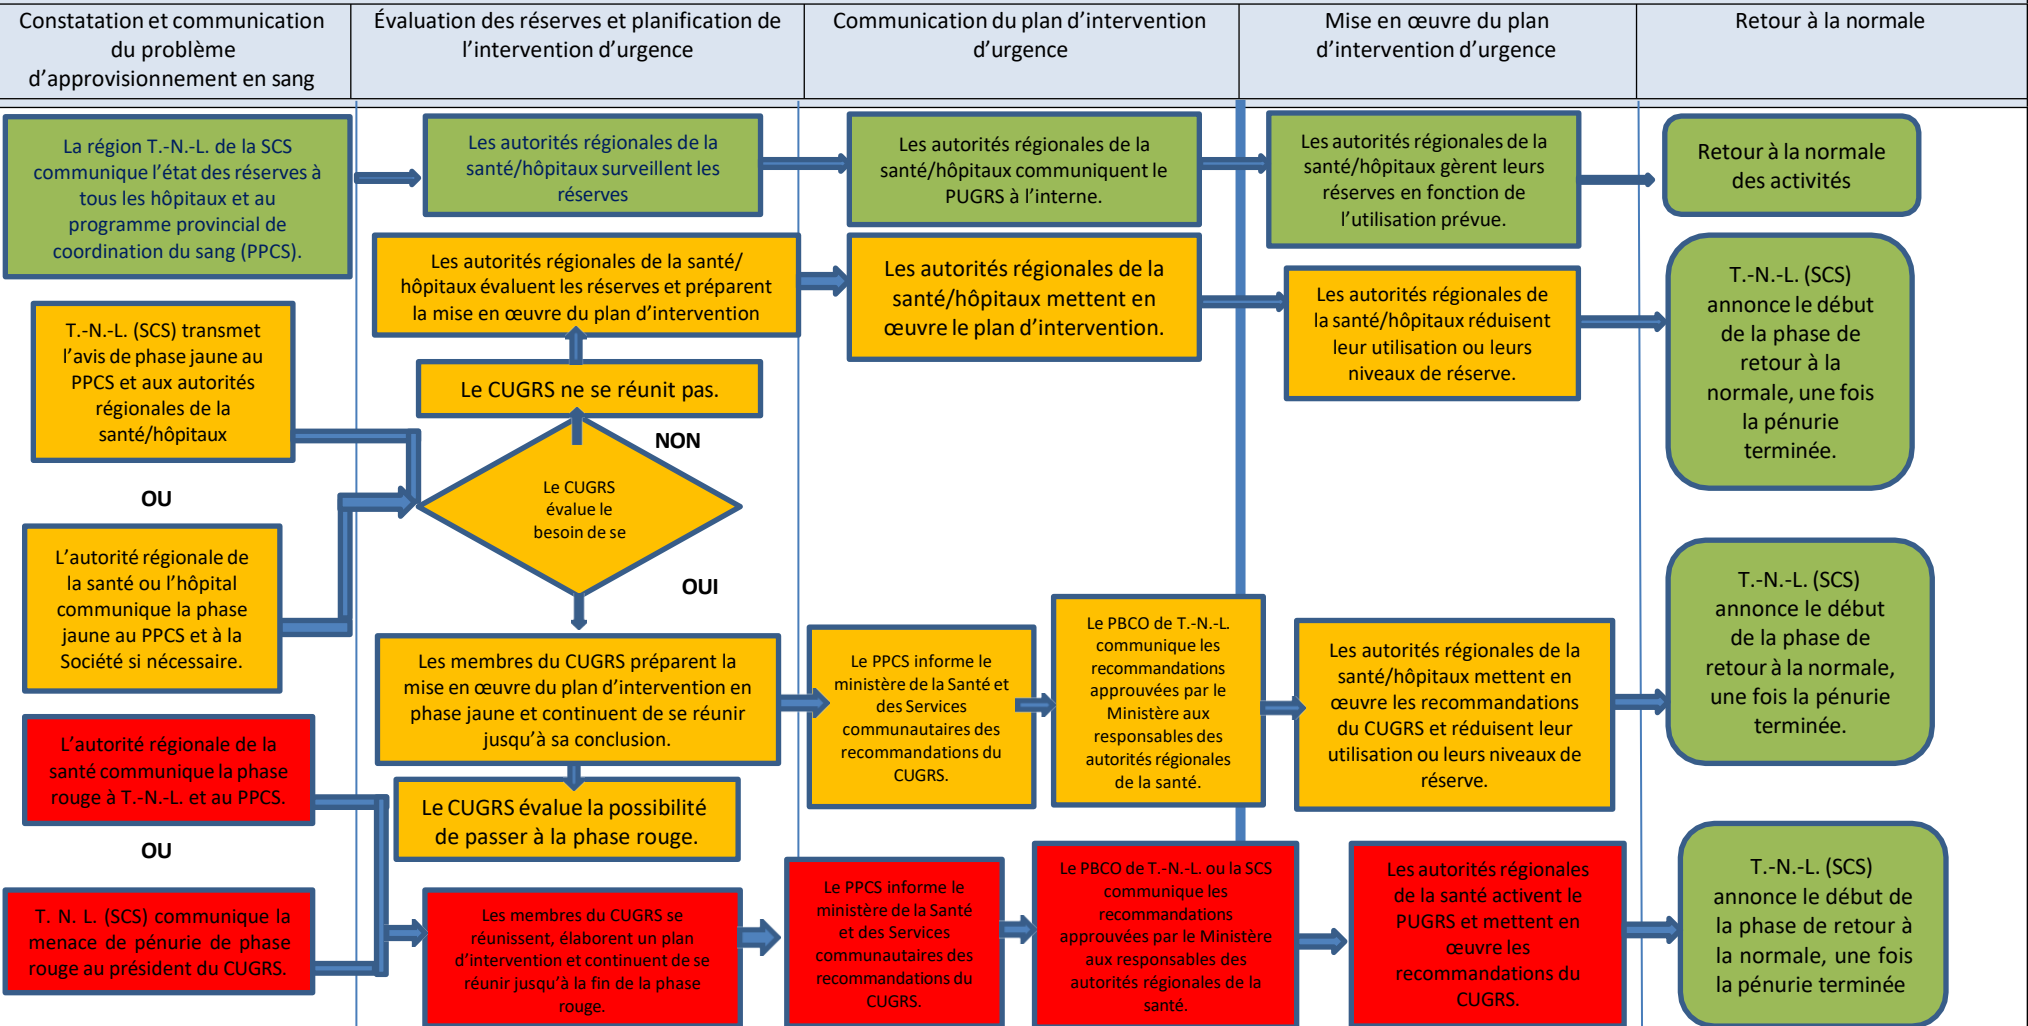 Constatation et communication
du problème
d'approvisionnement en sang
Évaluation des réserves et planification de
l'intervention d'urgence
Communication du plan d'intervention
d'urgence
Mise en œuvre du plan
d'intervention d'urgence
Retour à la normale
La région T.-N.-L. de la SCS
communique l'état des réserves à
tous les hôpitaux et au
programme provincial de
coordination du sang (PPCS).
Les autorités régionales de la
santé/hôpitaux surveillent les
réserves
Les autorités régionales de la
santé/hôpitaux communiquent le
PUGRS à l'interne.
Les autorités régionales de la
santé/hôpitaux gèrent leurs
réserves en fonction de
l'utilisation prévue.
Retour à la normale
des activités
T.-N.-L. (SCS) transmet
l'avis de phase jaune au
PPCS et aux autorités
régionales de la
santé/hôpitaux
OU
L'autorité régionale de
la santé ou l'hôpital
communique la phase
jaune au PPCS et à la
Société si nécessaire.
Les autorités régionales de la santé/
hôpitaux évaluent les réserves et préparent
la mise en œuvre du plan d'intervention
Le CUGRS ne se réunit pas.
NON
Le CUGRS
évalue le
besoin de se
OUI
Les autorités régionales de la
santé/hôpitaux mettent en
œuvre le plan d'intervention.
Les autorités régionales de
la santé/hôpitaux réduisent
leur utilisation ou leurs
niveaux de réserve.
T.-N.-L. (SCS)
annonce le début
de la phase de
retour à la
normale, une fois
la pénurie
terminée.
Les membres du CUGRS préparent la
mise en œuvre du plan d'intervention en
phase jaune et continuent de se réunir
jusqu'à sa conclusion.
Le CUGRS évalue la possibilité
de passer à la phase rouge.
Le PPCS informe le
ministère de la Santé et
des Services
communautaires des
recommandations du
CUGRS.
Le PBCO de T.-N.-L.
communique les
recommandations
approuvées par le
Ministère aux
responsables des
autorités régionales
de la santé.
Les autorités régionales de la
santé/hôpitaux mettent en
œuvre les recommandations
du CUGRS et réduisent leur
utilisation ou leurs niveaux de
réserve.
T.-N.-L. (SCS)
annonce le début
de la phase de
retour à la normale,
une fois la pénurie
terminée.
L'autorité régionale de la
santé communique la phase
rouge à T.-N.-L. et au PPCS.
OU
T. N. L. (SCS) communique la
menace de pénurie de phase
rouge au président du CUGRS.
Les membres du CUGRS se
réunissent, élaborent un plan
d'intervention et continuent de se
réunir jusqu'à la fin de la phase
rouge.
Le PPCS informe le
ministère de la Santé
et des Services
communautaires des
recommandations du
CUGRS.
Le PBCO de T.-N.-L. ou la SCS
communique les
recommandations
approuvées par le Ministère
aux responsables des
autorités régionales de la
santé.
Les autorités régionales
de la santé activent le
PUGRS et mettent en
œuvre les
recommandations du
CUGRS.
T.-N.-L. (SCS)
annonce le début de
la phase de retour à
la normale, une fois
la pénurie terminée